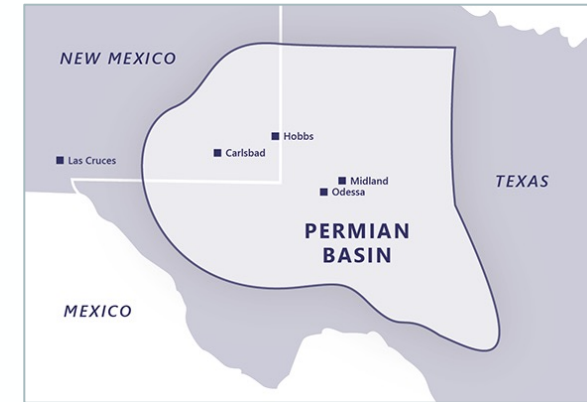 NEW MEXICO
Hobbs
Carlsbad
Las Cruces
Midland
TEXAS
Odessa
PERMIAN
BASIN
MEXICO